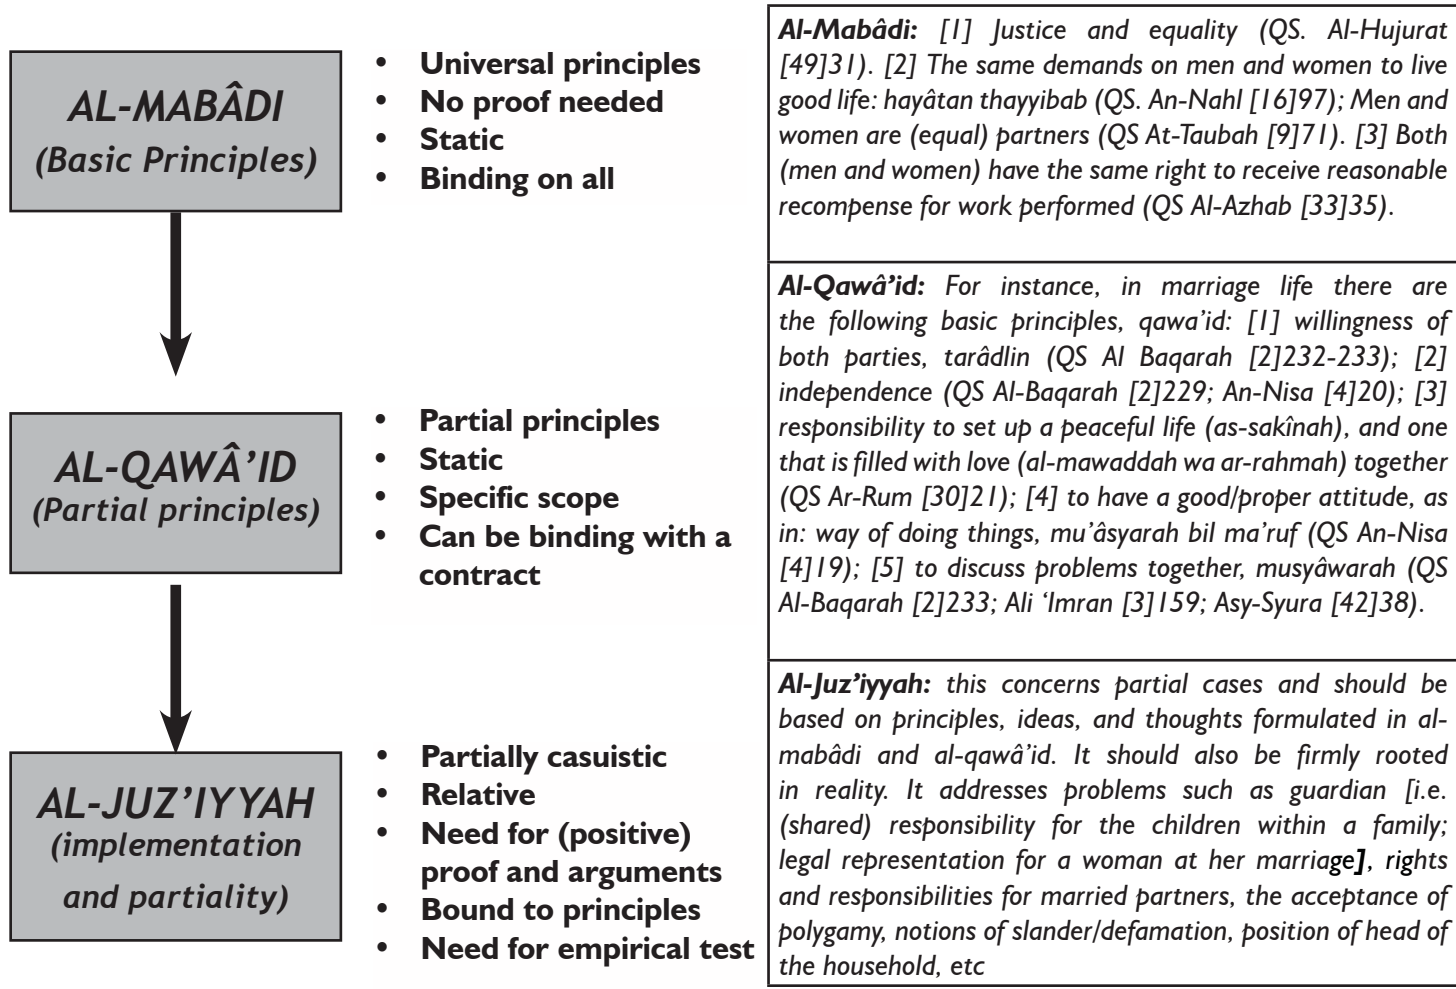 AL-MABÂDI
(Basic Principles)
• Universal principles
• No proof needed
• Static
• Binding on all
Al-Mabâdi: [1] Justice and equality (QS. Al-Hujurat
[49]31). [2] The same demands on men and women to live
good life: hayâtan thayyibab (QS. An-Nahl [16]97); Men and
women are (equal) partners (QS At-Taubah [9]71). [3] Both
(men and women) have the same right to receive reasonable
recompense for work performed (QS Al-Azhab [33]35).
AL-QAWÂ’ID
(Partial principles)
• Partial principles
• Static
• Specific scope
• Can be binding with a
contract
Al-Qawâ’id: For instance, in marriage life there are
the following basic principles, qawa’id: [1] willingness of
both parties, tarâdlin (QS Al Baqarah [2]232-233); [2]
independence (QS Al-Baqarah [2]229; An-Nisa [4]20); [3]
responsibility to set up a peaceful life (as-sakînah), and one
that is filled with love (al-mawaddah wa ar-rahmah) together
(QS Ar-Rum [30]21); [4] to have a good/proper attitude, as
in: way of doing things, mu’âsyarah bil ma’ruf (QS An-Nisa
[4]19); [5] to discuss problems together, musyâwarah (QS
Al-Baqarah [2]233; Ali ‘Imran [3]159; Asy-Syura [42]38).
AL-JUZ’IYYAH
(implementation
and partiality)
• Partially casuistic
• Relative
• Need for (positive)
proof and arguments
• Bound to principles
• Need for empirical test
Al-Juz’iyyah: this concerns partial cases and should be
based on principles, ideas, and thoughts formulated in al-
mabâdi and al-qawâ’id. It should also be firmly rooted
in reality. It addresses problems such as guardian [i.e.
(shared) responsibility for the children within a family;
legal representation for a woman at her marriage], rights
and responsibilities for married partners, the acceptance of
polygamy, notions of slander/defamation, position of head of
the household, etc